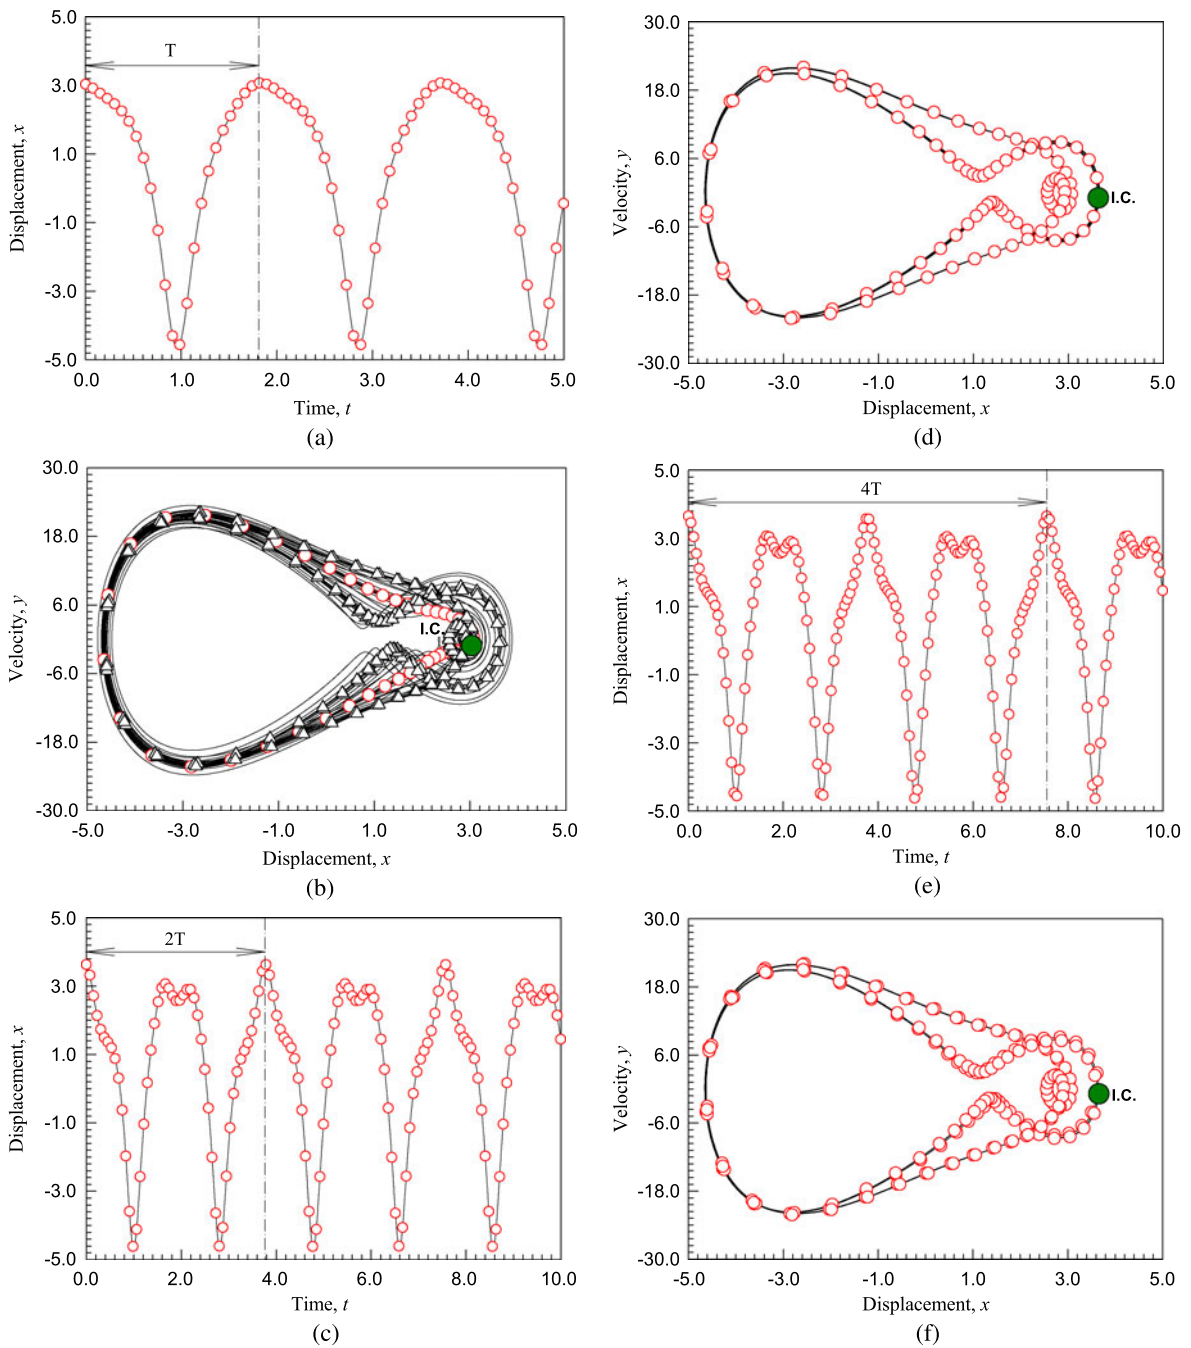 5.0
3.0
1.0
-1.0
-3.0
-5.0
Displacement, x
T
0.0 1.0 2.0 3.0 4.0 5.0
Time, t
(a)
30.0
18.0
6.0
-6.0
-18.0
-30.0
Velocity, y
I.C.
-5.0 -3.0 -1.0 1.0 3.0 5.0
Displacement, x
(b)
5.0
3.0
1.0
-1.0
-3.0
-5.0
Displacement, x
2T
0.0 2.0 4.0 6.0 8.0 10.0
Time, t
(c)
30.0
18.0
6.0
-6.0
-18.0
-30.0
Velocity, y
I.C.
-5.0 -3.0 -1.0 1.0 3.0 5.0
Displacement, x
(d)
5.0
3.0
1.0
-1.0
-3.0
-5.0
Displacement, x
4T
0.0 2.0 4.0 6.0 8.0 10.0
Time, t
(e)
30.0
18.0
6.0
-6.0
-18.0
-30.0
Velocity, y
I.C.
-5.0 -3.0 -1.0 1.0 3.0 5.0
Displacement, x
(f)